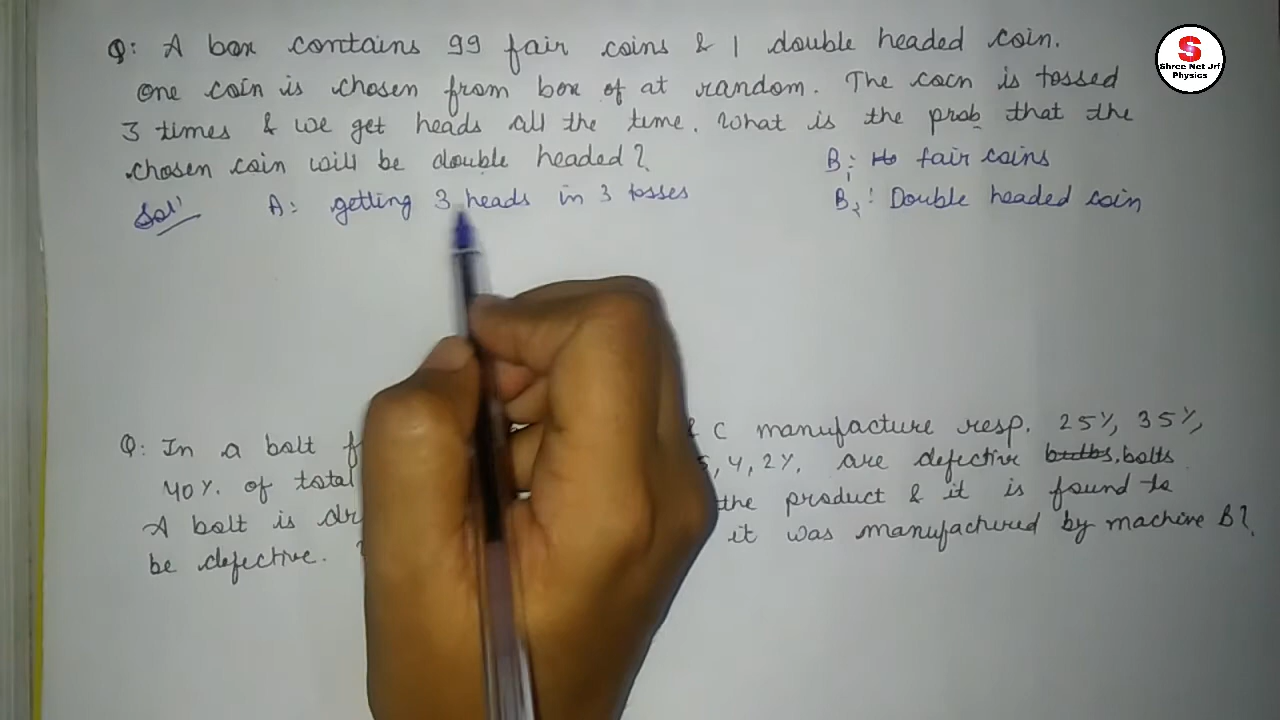 Q: A box contains 99 fair coins & 1 double headed coin.
One coin is chosen from box of at random. The cocn is tossed
3 times & we get heads all the time. What is the prob that the
chosen coin will be double headed?
Solⁿ A: getting 3 heads in 3 tosses
B₁: fair coins
B₂: Double headed coin
Q: In a bolt f & C manufacture resp. 25%, 35%,
40%. of total 5, 4, 2%. are defective bulbs, bolts
A bolt is dr the product & it is found to
be defective. it was manufactured by machine B?
S
Shree Net Jrf
Physics